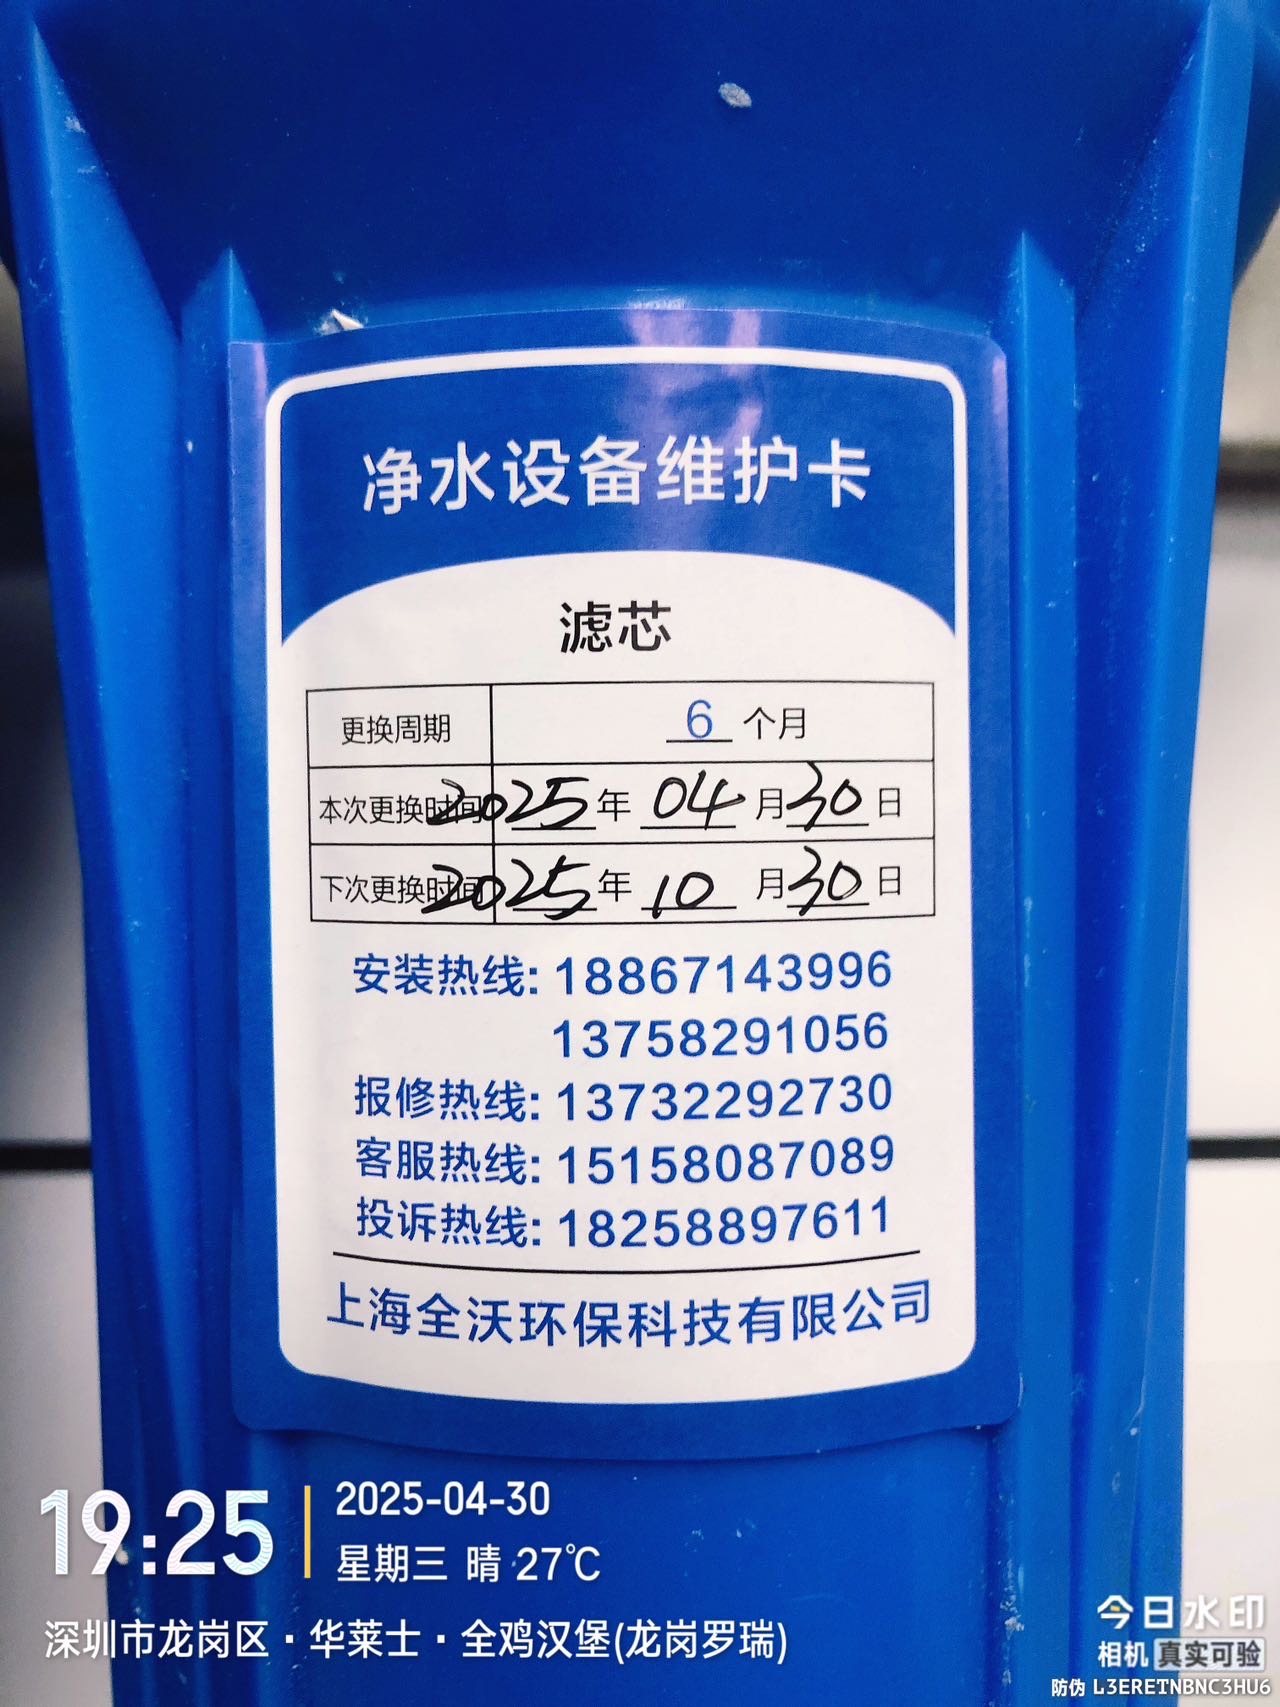 净水设备维护卡
滤芯
更换周期 6 个月
本次更换时间 2025 年 04 月 30 日
下次更换时间 2025 年 10 月 30 日
安装热线: 18867143996
13758291056
报修热线: 13732292730
客服热线: 15158087089
投诉热线: 18258897611
上海全沃环保科技有限公司
19:25
2025-04-30
星期三 晴 27℃
深圳市龙岗区·华莱士·全鸡汉堡(龙岗罗瑞)
今日水印
相机 真实可验
防伪 L3EREINBNC3HU6